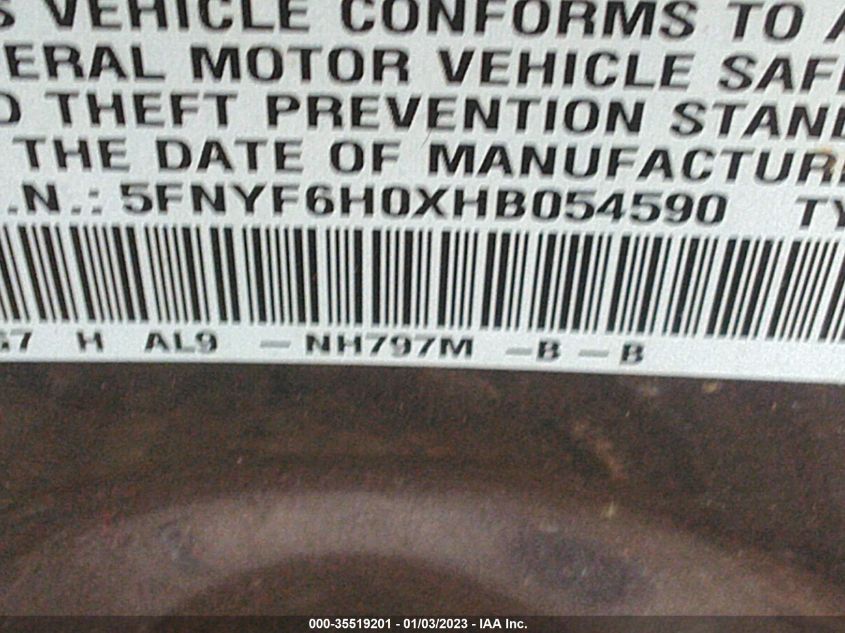 S VEHICLE CONFORMS TO A
ERAL MOTOR VEHICLE SAF
D THEFT PREVENTION STAN
THE DATE OF MANUFACTUR
.N.: 5FNYF6H0XHB054590 TY
G7 H AL9 - NH797M -B-B
000-35519201 - 01/03/2023 - IAA Inc.